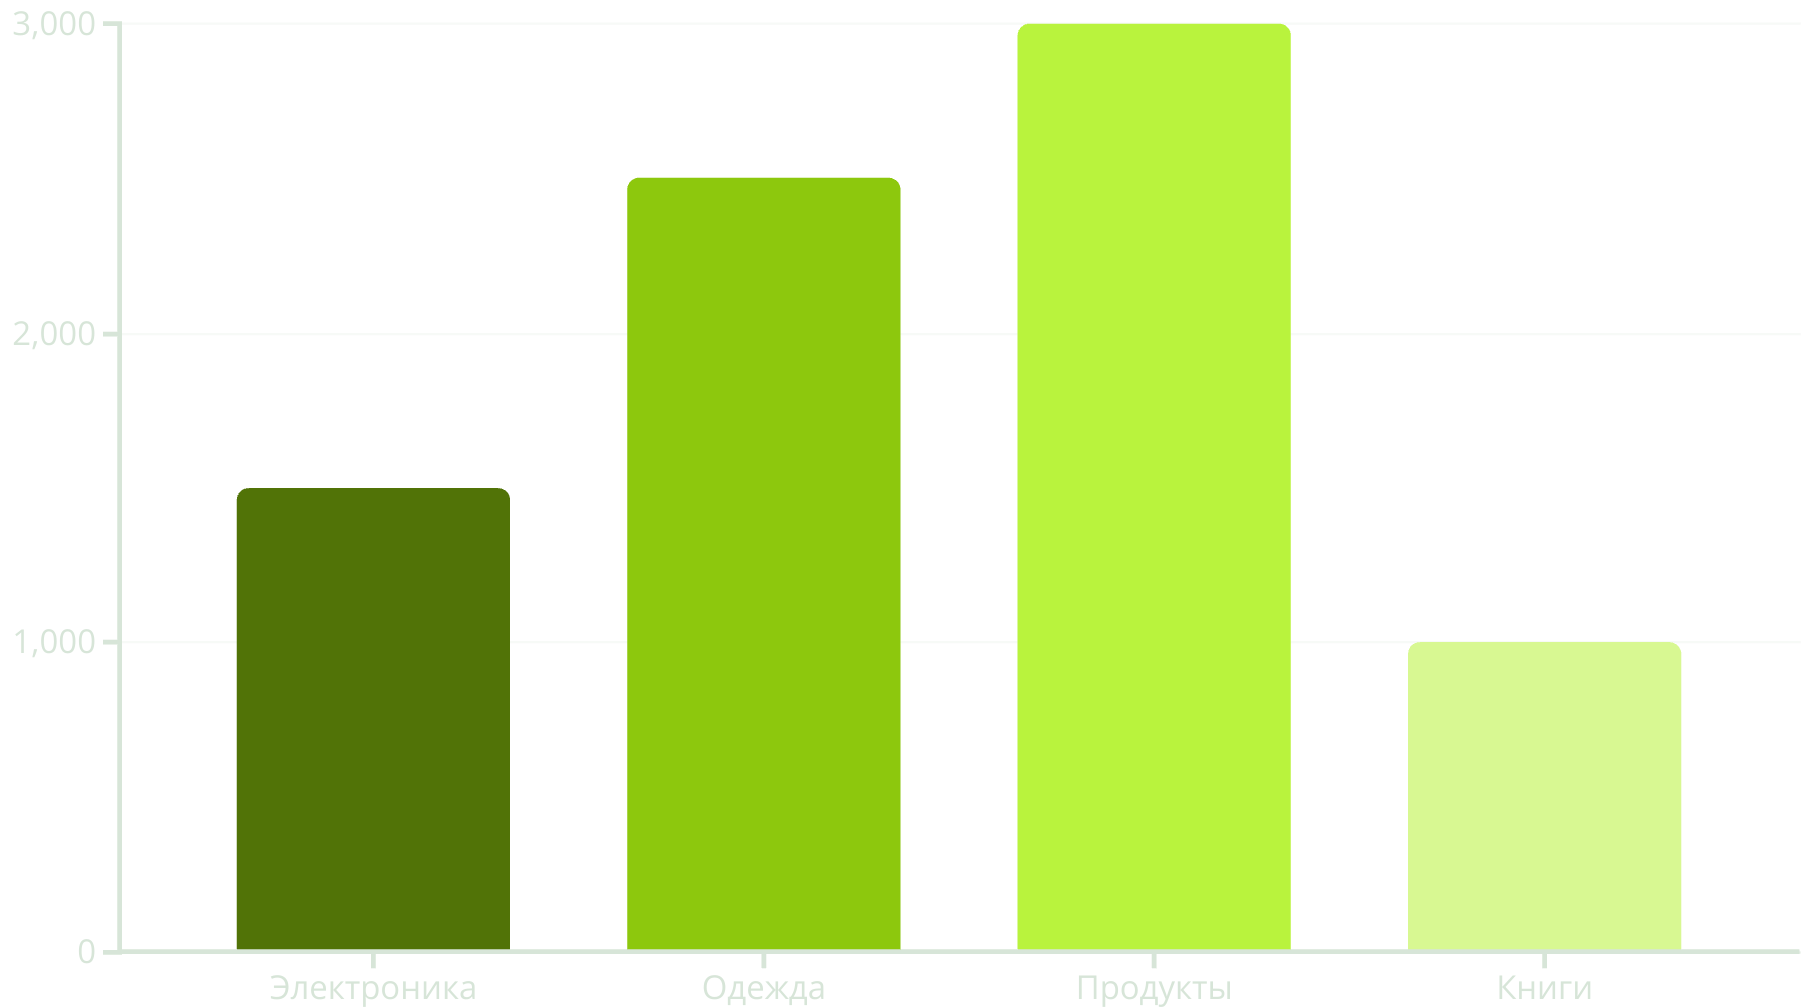 3,000
2,000
1,000
0
Электроника
Одежда
Продукты
Книги